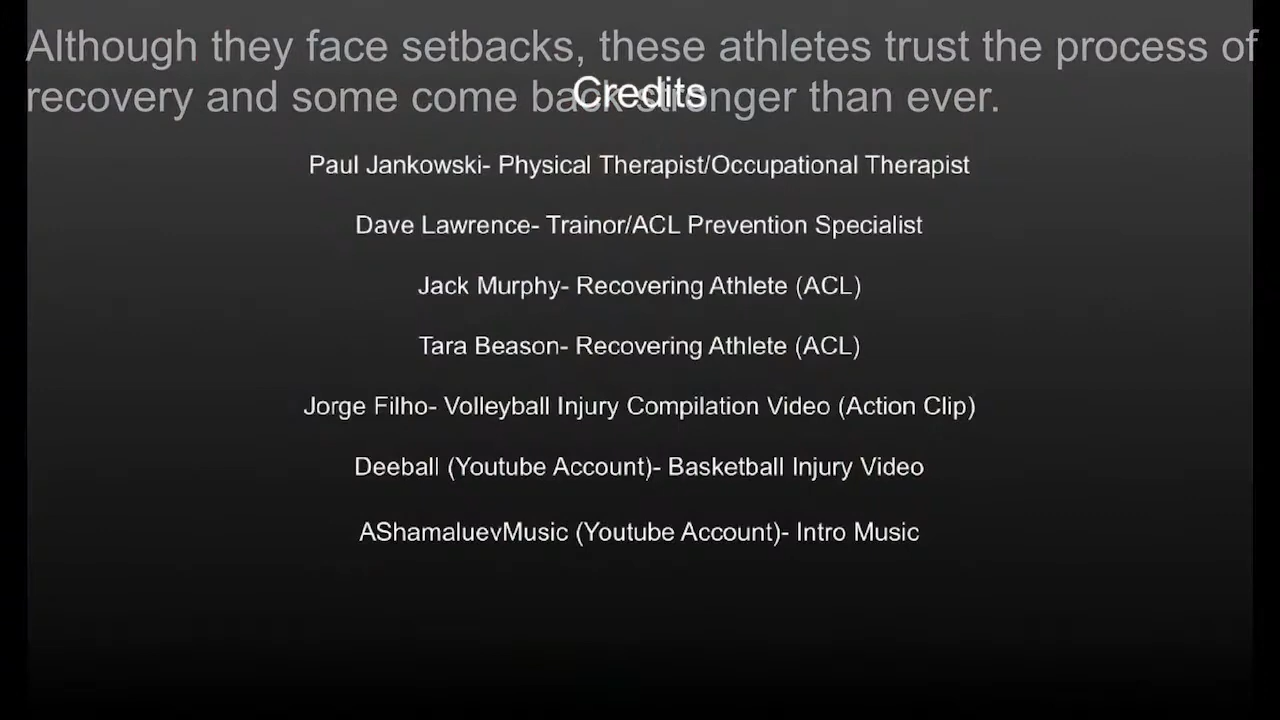 Although they face setbacks, these athletes trust the process of
recovery and some come back stronger than ever.
Credits
Paul Jankowski- Physical Therapist/Occupational Therapist
Dave Lawrence- Trainor/ACL Prevention Specialist
Jack Murphy- Recovering Athlete (ACL)
Tara Beason- Recovering Athlete (ACL)
Jorge Filho- Volleyball Injury Compilation Video (Action Clip)
Deeball (Youtube Account)- Basketball Injury Video
AShamaluevMusic (Youtube Account)- Intro Music